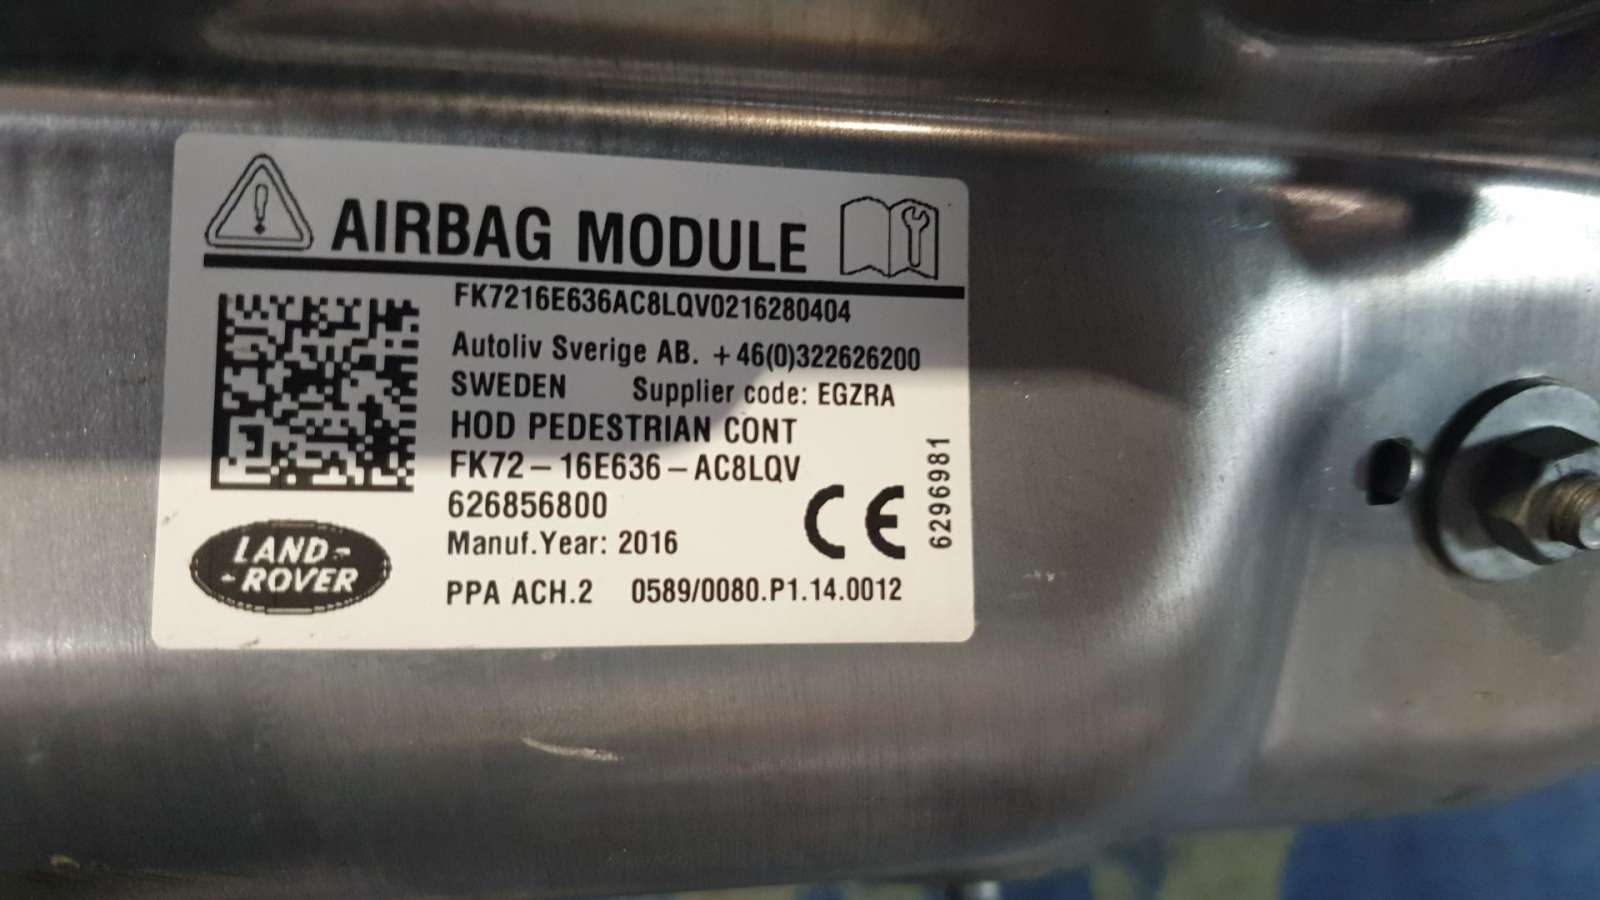 AIRBAG MODULE
FK7216E636AC8LQV0216280404
Autoliv Sverige AB. +46(0)322626200
SWEDEN Supplier code: EGZRA
HOD PEDESTRIAN CONT
FK72-16E636-AC8LQV
626856800
Manuf.Year: 2016
PPA ACH.2 0589/0080.P1.14.0012
CE
6296981
LAND-
-ROVER